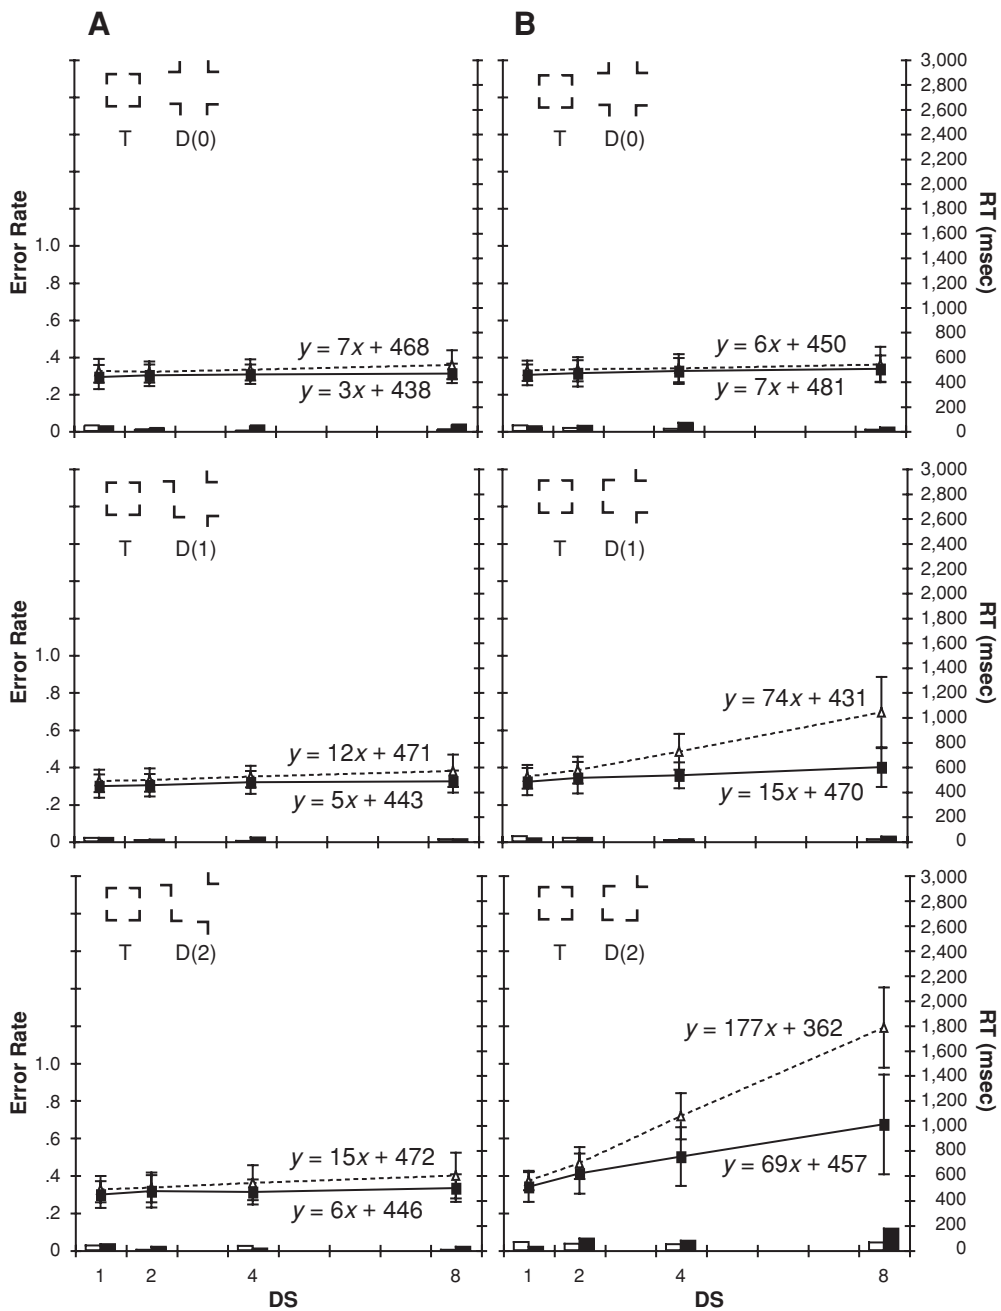 A
B
T D(0)
T D(0)
3,000
2,800
2,600
2,400
2,200
2,000
1,800
1,600
1,400
1,200
1,000
800
600
400
200
0
Error Rate
1.0
.8
.6
.4
.2
0
RT (msec)
y = 7x + 468
y = 3x + 438
y = 6x + 450
y = 7x + 481
T D(1)
T D(1)
3,000
2,800
2,600
2,400
2,200
2,000
1,800
1,600
1,400
1,200
1,000
800
600
400
200
0
Error Rate
1.0
.8
.6
.4
.2
0
RT (msec)
y = 12x + 471
y = 5x + 443
y = 74x + 431
y = 15x + 470
T D(2)
T D(2)
3,000
2,800
2,600
2,400
2,200
2,000
1,800
1,600
1,400
1,200
1,000
800
600
400
200
0
Error Rate
1.0
.8
.6
.4
.2
0
RT (msec)
y = 15x + 472
y = 6x + 446
y = 177x + 362
y = 69x + 457
1 2 4 8
1 2 4 8
DS
DS